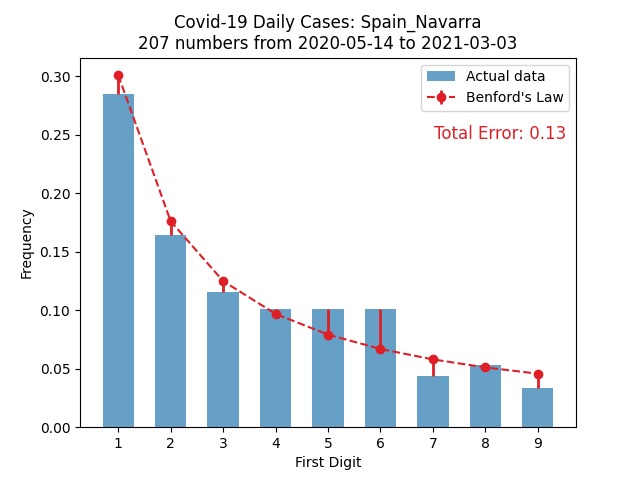 Covid-19 Daily Cases: Spain_Navarra
207 numbers from 2020-05-14 to 2021-03-03
Actual data
Benford's Law
Total Error: 0.13
Frequency
0.30
0.25
0.20
0.15
0.10
0.05
0.00
1 2 3 4 5 6 7 8 9
First Digit